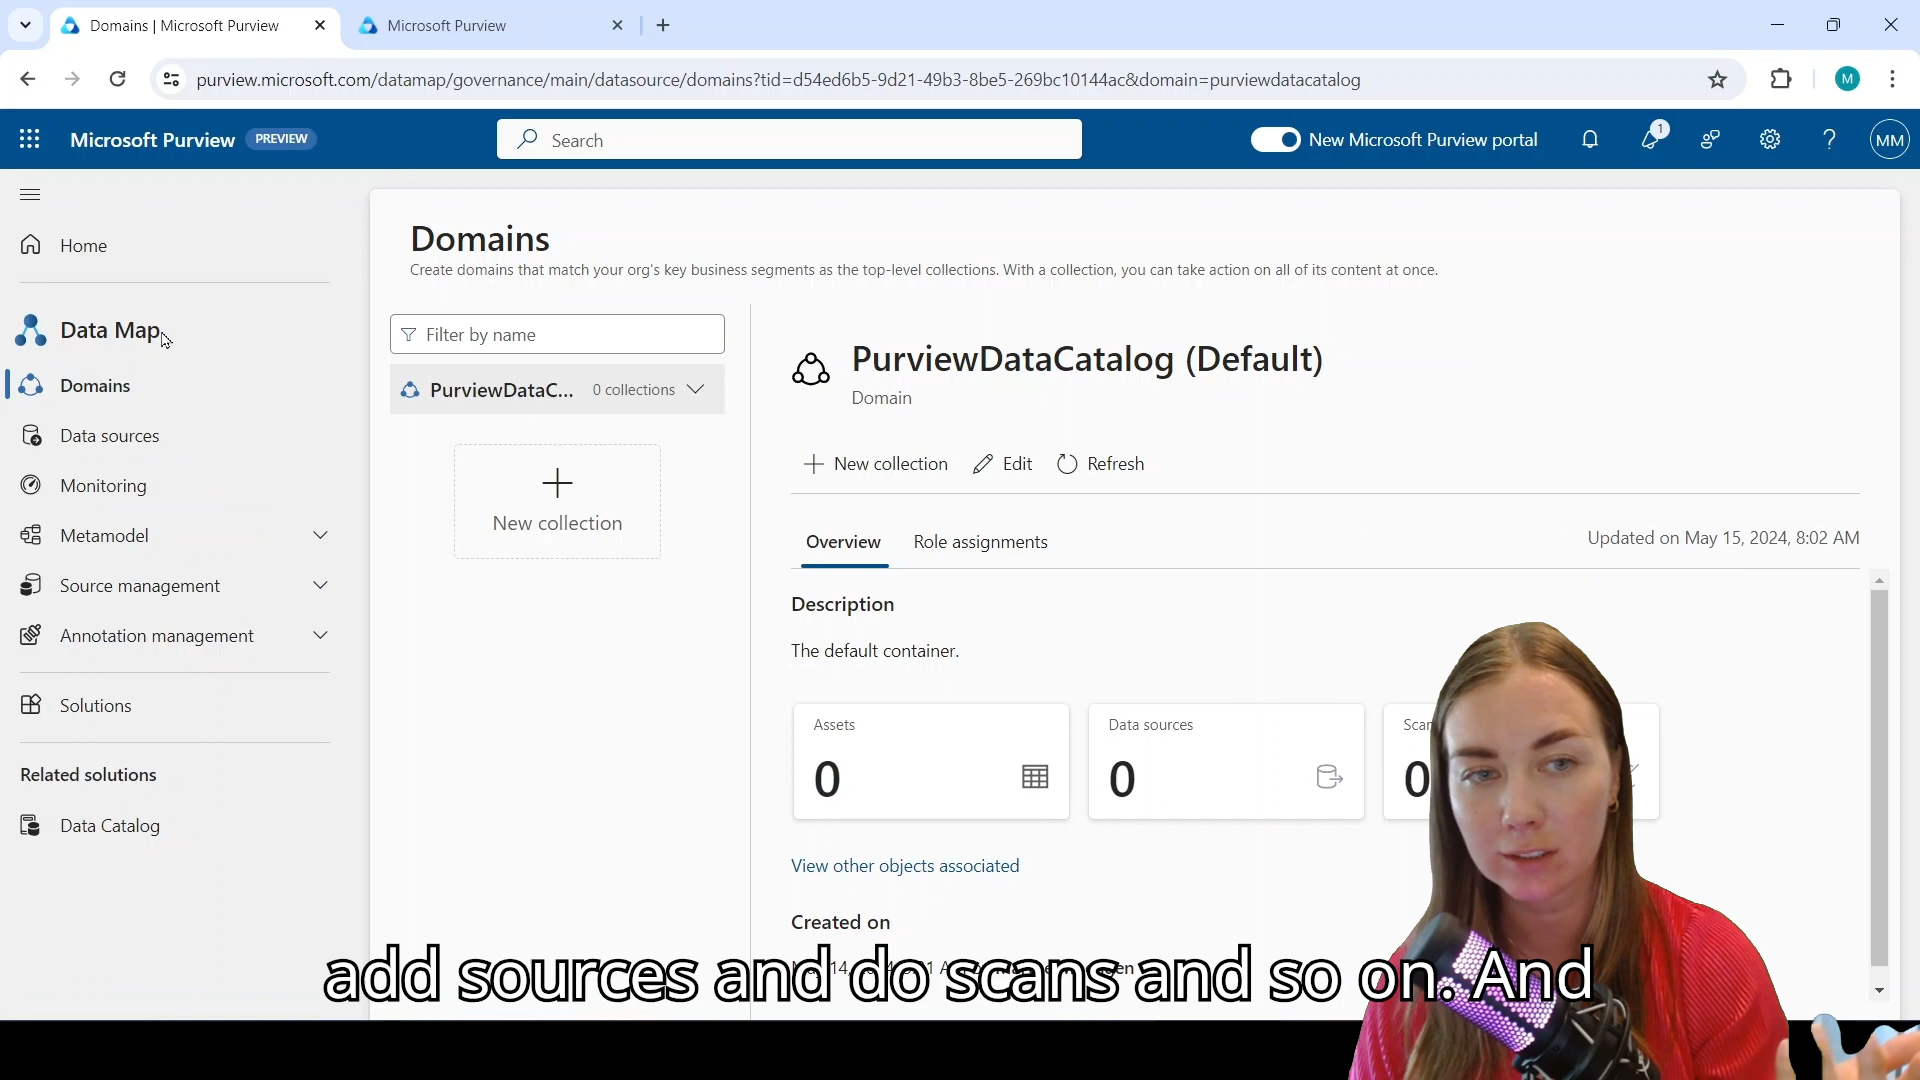 Domains | Microsoft Purview
Microsoft Purview
purview.microsoft.com/datamap/governance/main/datasource/domains?tid=d54ed6b5-9d21-49b3-8be5-269bc10144ac&domain=purviewdatacatalog
M
Microsoft Purview PREVIEW
Search
New Microsoft Purview portal
1
MM
Home
Data Map
Domains
Data sources
Monitoring
Metamodel
Source management
Annotation management
Solutions
Related solutions
Data Catalog
Domains
Create domains that match your org's key business segments as the top-level collections. With a collection, you can take action on all of its content at once.
Filter by name
PurviewDataC... 0 collections
New collection
PurviewDataCatalog (Default)
Domain
New collection Edit Refresh
Overview Role assignments
Updated on May 15, 2024, 8:02 AM
Description
The default container.
Assets
0
Data sources
0
0
View other objects associated
Created on
add sources and do scans and so on. And